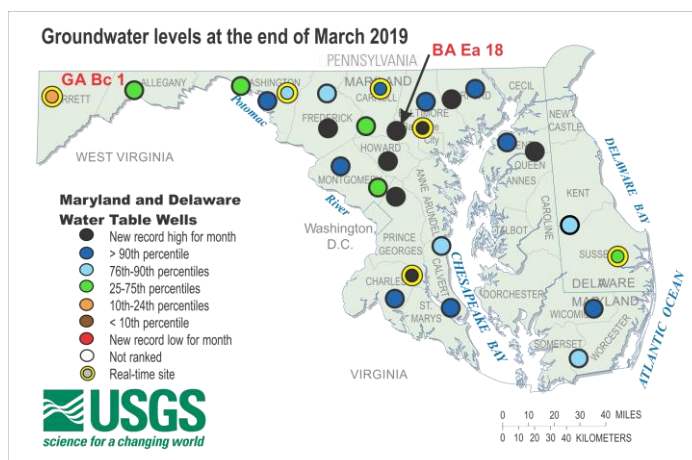 Groundwater levels at the end of March 2019
BA Ea 18
PENNSYLVANIA
GA Bc 1
ALLEGANY
MARYLAND
CARROLL
CECIL
FREDERICK
NEW
CASTLE
Potomac
City
HOWARD
WEST VIRGINIA
QUEEN
ANNES
MONTGOMERY
KENT
DELAWARE BAY
ANNE ARUNDEL
CAROLINE
TALBOT
River
Washington,
D.C.
PRINCE
GEORGES
CALVERT
CHESAPEAKE BAY
DELAWARE
MARYLAND
CHARLES
ST.
MARYS
DORCHESTER
WICOMICO
WORCESTER
SOMERSET
ATLANTIC OCEAN
VIRGINIA
Maryland and Delaware
Water Table Wells
New record high for month
> 90th percentile
76th-90th percentiles
25-75th percentiles
10th-24th percentiles
< 10th percentile
New record low for month
Not ranked
Real-time site
USGS
science for a changing world
0 10 20 30 40 MILES
0 10 20 30 40 KILOMETERS